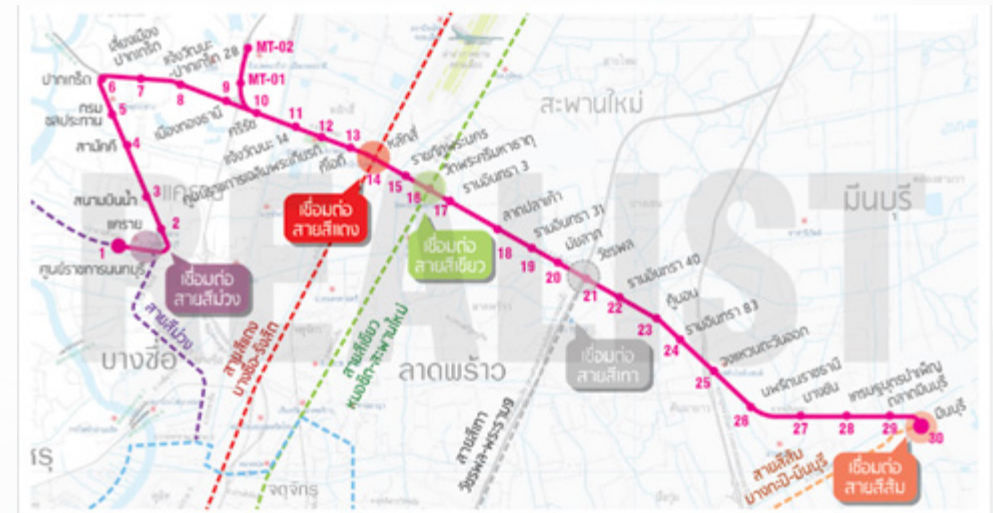 เลี่ยงเมือง
ปากเกร็ด
แจ้งวัฒนะ
-ปากเกร็ด 28
MT-02
MT-01
ปากเกร็ด
6
7
8
9
10
11
12
13
14
15
16
17
18
19
20
21
22
23
24
25
26
27
28
29
30
กรม
ชลประทาน
5
สามัคคี
4
สนามบินน้ำ
3
แคราย
2
1
ศูนย์ราชการนนทบุรี
เมืองทองธานี
ศรีรัช
แจ้งวัฒนะ 14
ศูนย์ราชการเฉลิมพระเกียรติ
ทีโอที
หลักสี่
ราชภัฏพระนคร
วัดพระศรีมหาธาตุ
รามอินทรา 3
ลาดปลาเค้า
รามอินทรา 31
มัยลาภ
วัชรพล
รามอินทรา 40
คู้บอน
รามอินทรา 83
วงแหวนตะวันออก
นพรัตนราชธานี
บางชัน
เศรษฐบุตรบำเพ็ญ
ตลาดมีนบุรี
มีนบุรี
สะพานใหม่
มีนบุรี
หลักสี่
บางซื่อ
ลาดพร้าว
จตุจักร
REALIST
เชื่อมต่อ
สายสีม่วง
เชื่อมต่อ
สายสีแดง
เชื่อมต่อ
สายสีเขียว
เชื่อมต่อ
สายสีเทา
เชื่อมต่อ
สายสีส้ม
สายสีม่วง
สายสีแดง
บางซื่อ-รังสิต
สายสีเขียว
หมอชิต-สะพานใหม่
สายสีเทา
วัชรพล-พระราม9
สายสีส้ม
บางกะปิ-มีนบุรี